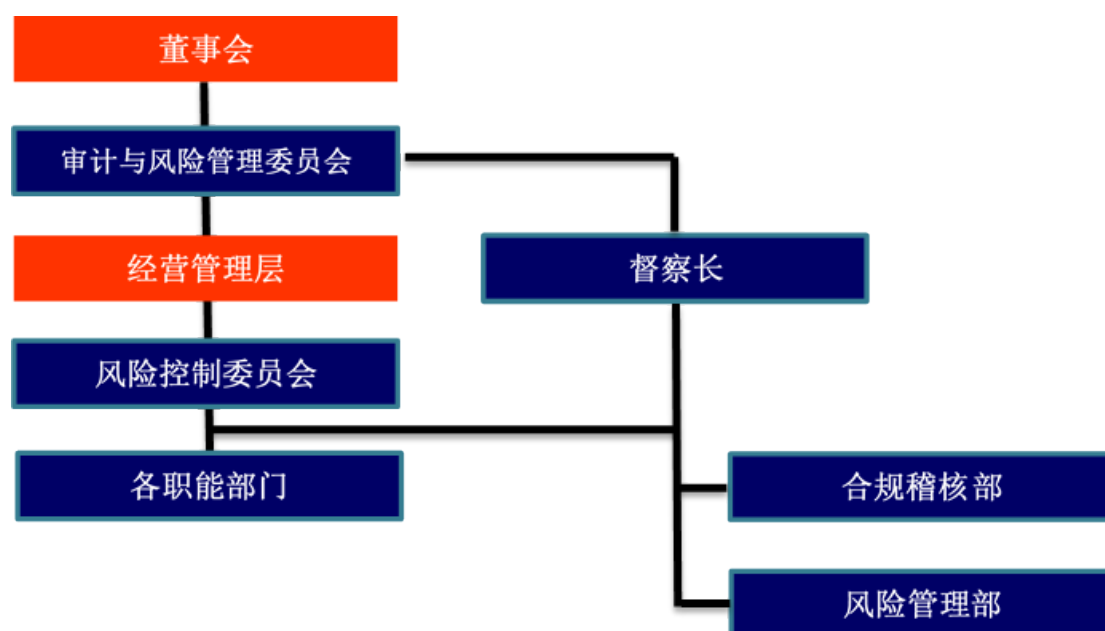 董事会
审计与风险管理委员会
经营管理层
督察长
风险控制委员会
各职能部门
合规稽核部
风险管理部